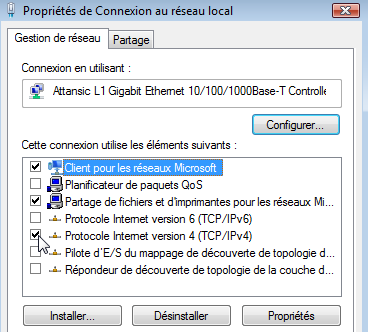 Propriétés de Connexion au réseau local
Gestion de réseau
Partage
Connexion en utilisant :
Attansic L1 Gigabit Ethernet 10/100/1000Base-T Controlle
Configurer...
Cette connexion utilise les éléments suivants :
Client pour les réseaux Microsoft
Planificateur de paquets QoS
Partage de fichiers et d'imprimantes pour les réseaux Mi...
Protocole Internet version 6 (TCP/IPv6)
Protocole Internet version 4 (TCP/IPv4)
Pilote d'E/S du mappage de découverte de topologie d...
Répondeur de découverte de topologie de la couche d...
Installer...
Désinstaller
Propriétés